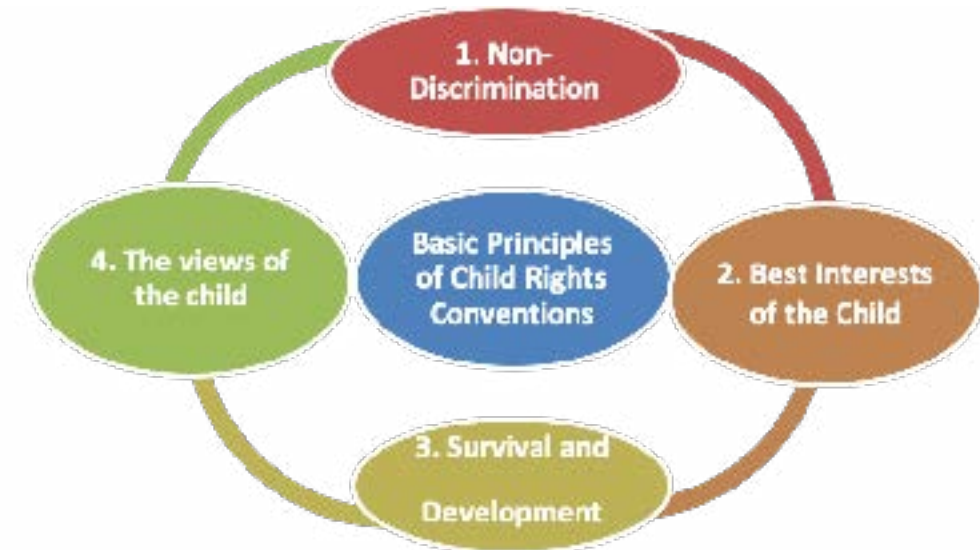 1. Non-
Discrimination
Basic Principles
of Child Rights
Conventions
2. Best Interests
of the Child
3. Survival and
Development
4. The views of
the child